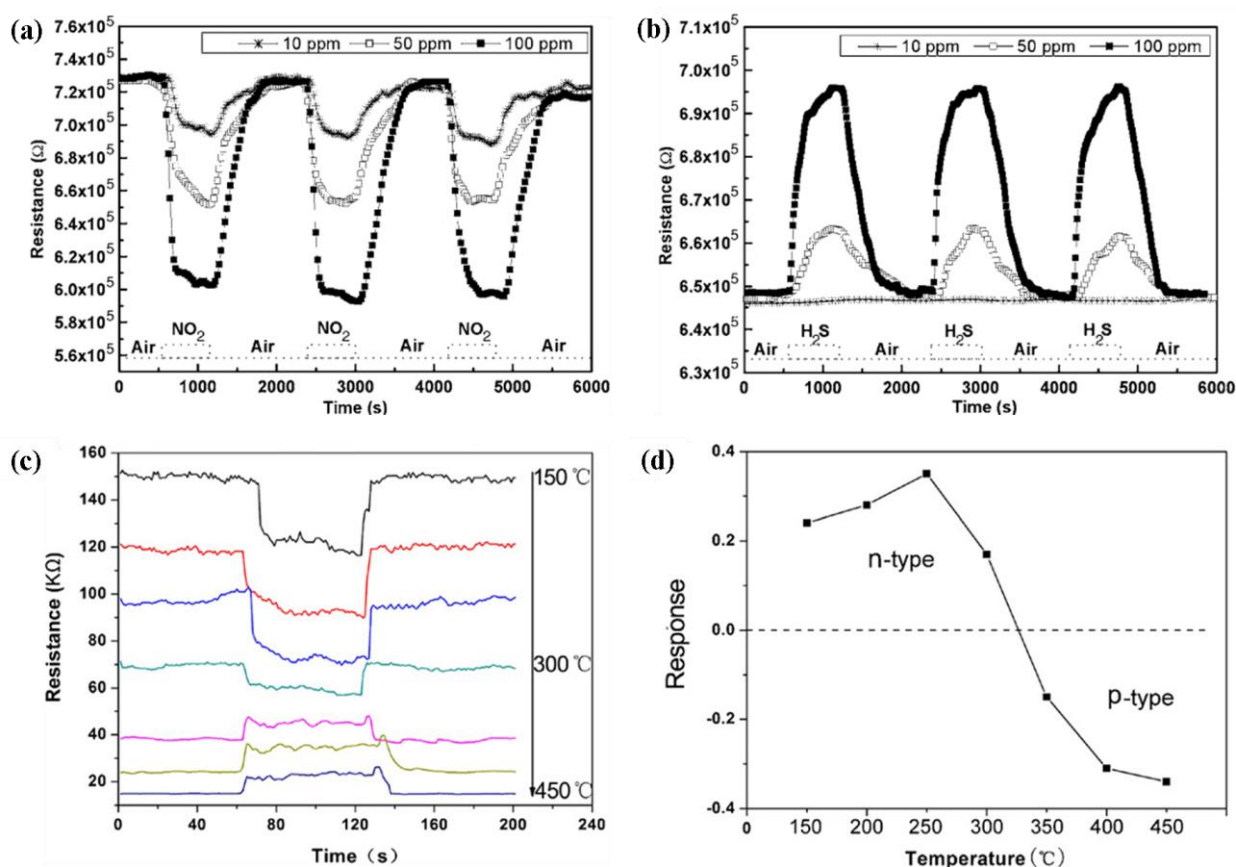 (a)
7.6x10⁵
7.4x10⁵
7.2x10⁵
7.0x10⁵
6.8x10⁵
6.6x10⁵
6.4x10⁵
6.2x10⁵
6.0x10⁵
5.8x10⁵
5.6x10⁵
Resistance (Ω)
10 ppm 50 ppm 100 ppm
NO₂ NO₂ NO₂
Air Air Air Air
0 1000 2000 3000 4000 5000 6000
Time (s)
(b)
7.1x10⁵
7.0x10⁵
6.9x10⁵
6.8x10⁵
6.7x10⁵
6.6x10⁵
6.5x10⁵
6.4x10⁵
6.3x10⁵
Resistance (Ω)
10 ppm 50 ppm 100 ppm
H₂S H₂S H₂S
Air Air Air Air
0 1000 2000 3000 4000 5000 6000
Time (s)
(c)
160
140
120
100
80
60
40
20
Resistance (KΩ)
150℃
300℃
450℃
0 40 80 120 160 200 240
Time (s)
(d)
0.4
0.2
0.0
-0.2
-0.4
Response
n-type
p-type
150 200 250 300 350 400 450
Temperature (℃)